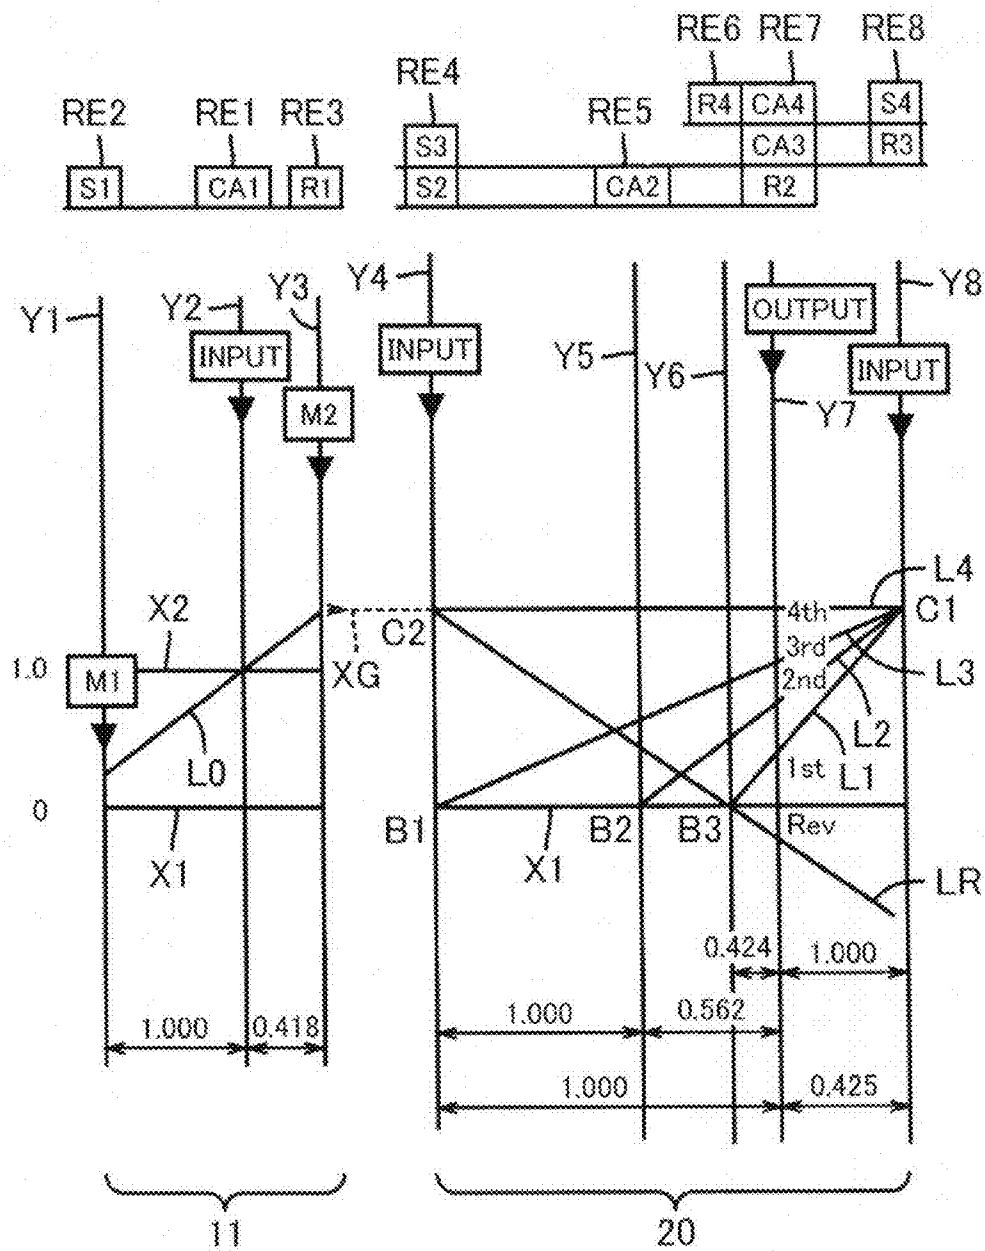 RE6 RE7 RE8
RE4
R4 CA4 S4
RE2 RE1 RE3 RE5
S3 CA3 R3
S1 CA1 R1 S2 CA2 R2
Y4 Y8
Y1 Y2 Y3 OUTPUT
INPUT INPUT Y5 INPUT
Y6
M2 Y7
L4
X2 4th C1
C2 3rd
1.0 M1 XG 2nd L3
L0 L2
1st L1
0 B1 B2 B3 Rev
X1 X1
LR
0.424 1.000
1.000 0.418 1.000 0.562
1.000 0.425
11 20